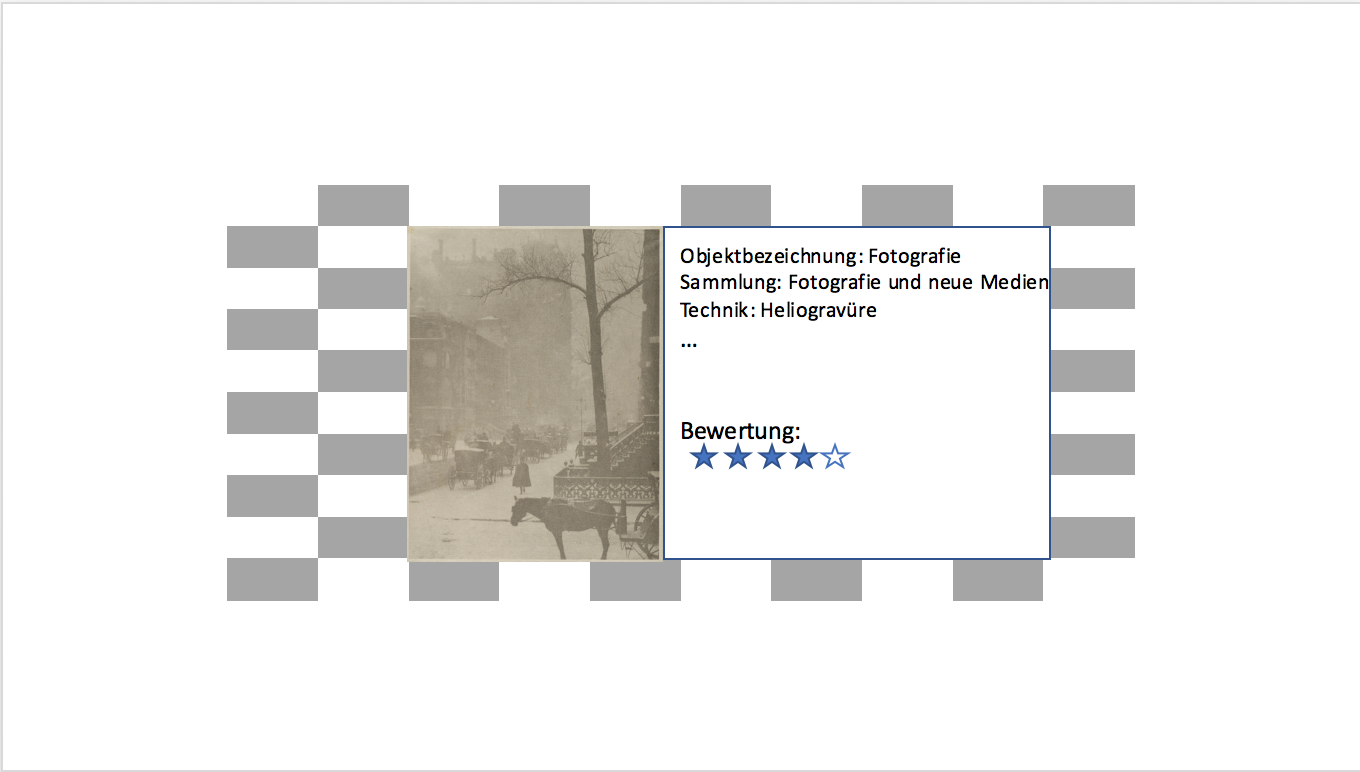 Objektbezeichnung: Fotografie
Sammlung: Fotografie und neue Medien
Technik: Heliogravüre
...
Bewertung: